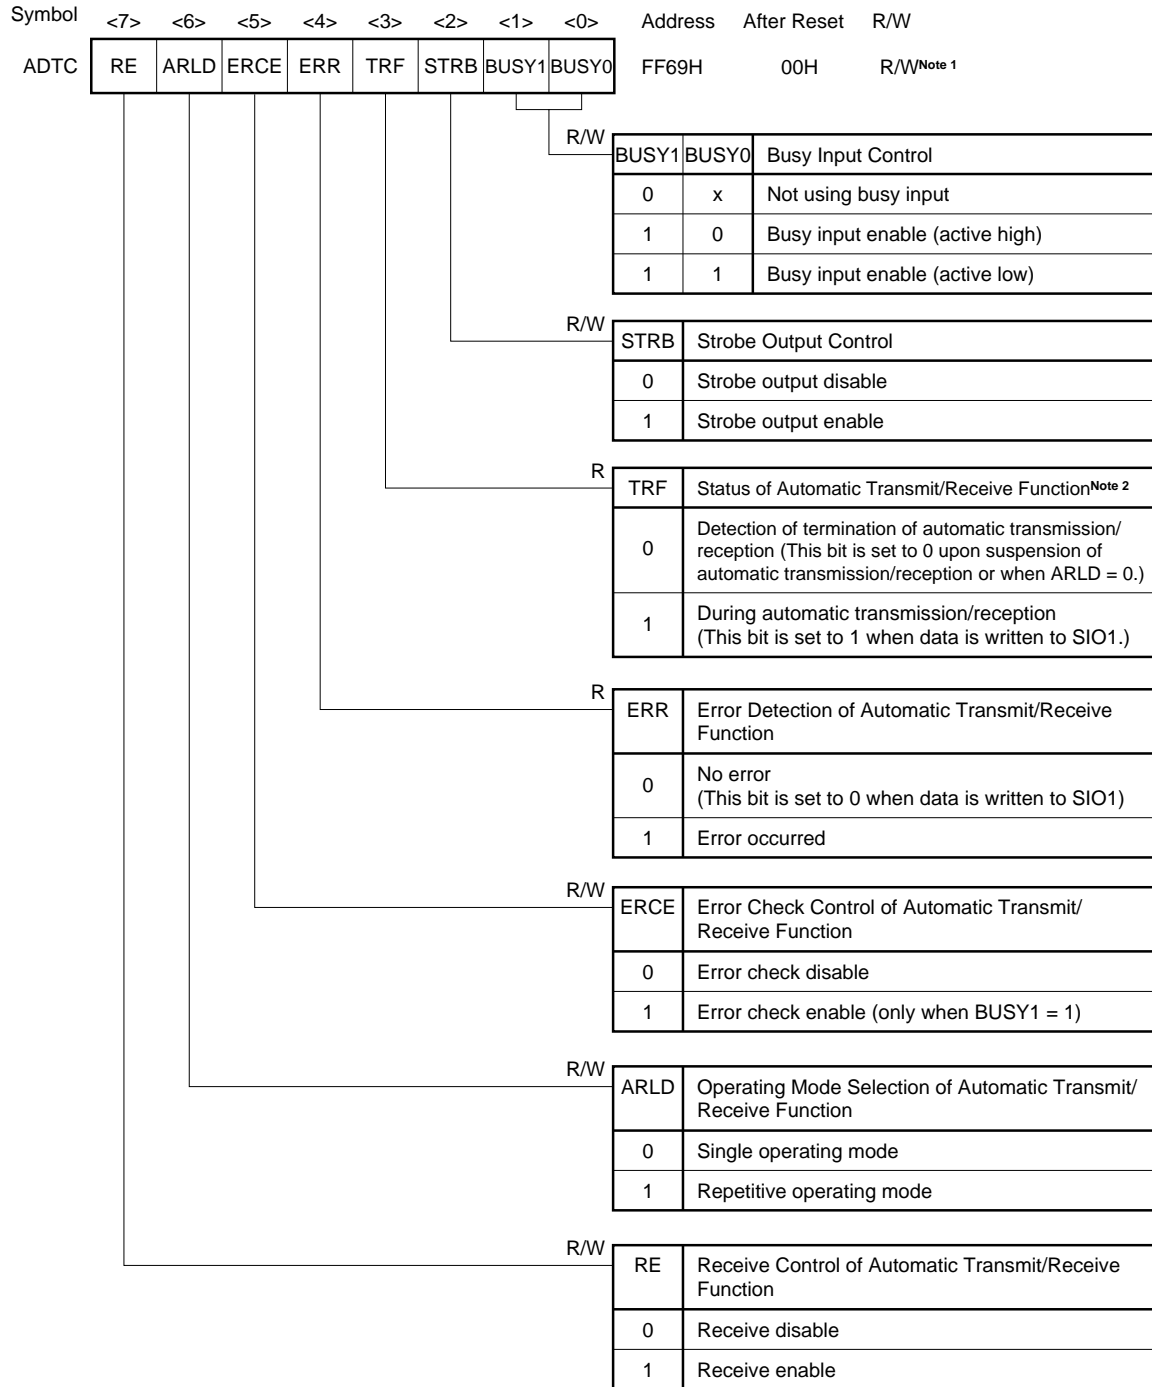 Symbol <7> <6> <5> <4> <3> <2> <1> <0> Address After Reset R/W
ADTC RE ARLD ERCE ERR TRF STRB BUSY1 BUSY0 FF69H 00H R/WNote 1
R/W
BUSY1 BUSY0 Busy Input Control
0 x Not using busy input
1 0 Busy input enable (active high)
1 1 Busy input enable (active low)
R/W
STRB Strobe Output Control
0 Strobe output disable
1 Strobe output enable
R
TRF Status of Automatic Transmit/Receive FunctionNote 2
0 Detection of termination of automatic transmission/
reception (This bit is set to 0 upon suspension of
automatic transmission/reception or when ARLD = 0.)
1 During automatic transmission/reception
(This bit is set to 1 when data is written to SIO1.)
R
ERR Error Detection of Automatic Transmit/Receive
Function
0 No error
(This bit is set to 0 when data is written to SIO1)
1 Error occurred
R/W
ERCE Error Check Control of Automatic Transmit/
Receive Function
0 Error check disable
1 Error check enable (only when BUSY1 = 1)
R/W
ARLD Operating Mode Selection of Automatic Transmit/
Receive Function
0 Single operating mode
1 Repetitive operating mode
R/W
RE Receive Control of Automatic Transmit/Receive
Function
0 Receive disable
1 Receive enable